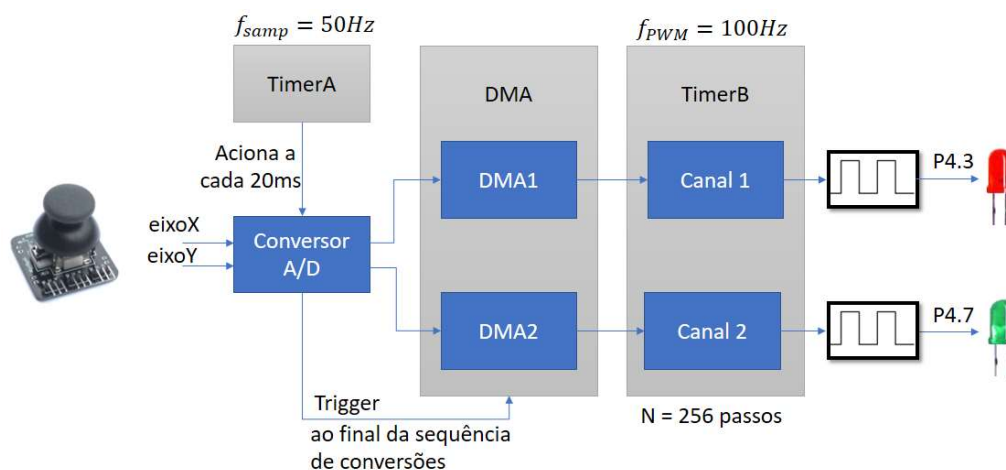 f_samp = 50Hz
f_PWM = 100Hz
TimerA
DMA
TimerB
Aciona a
cada 20ms
DMA1
Canal 1
P4.3
eixoX
eixoY
Conversor
A/D
DMA2
Canal 2
P4.7
Trigger
ao final da sequência
de conversões
N = 256 passos